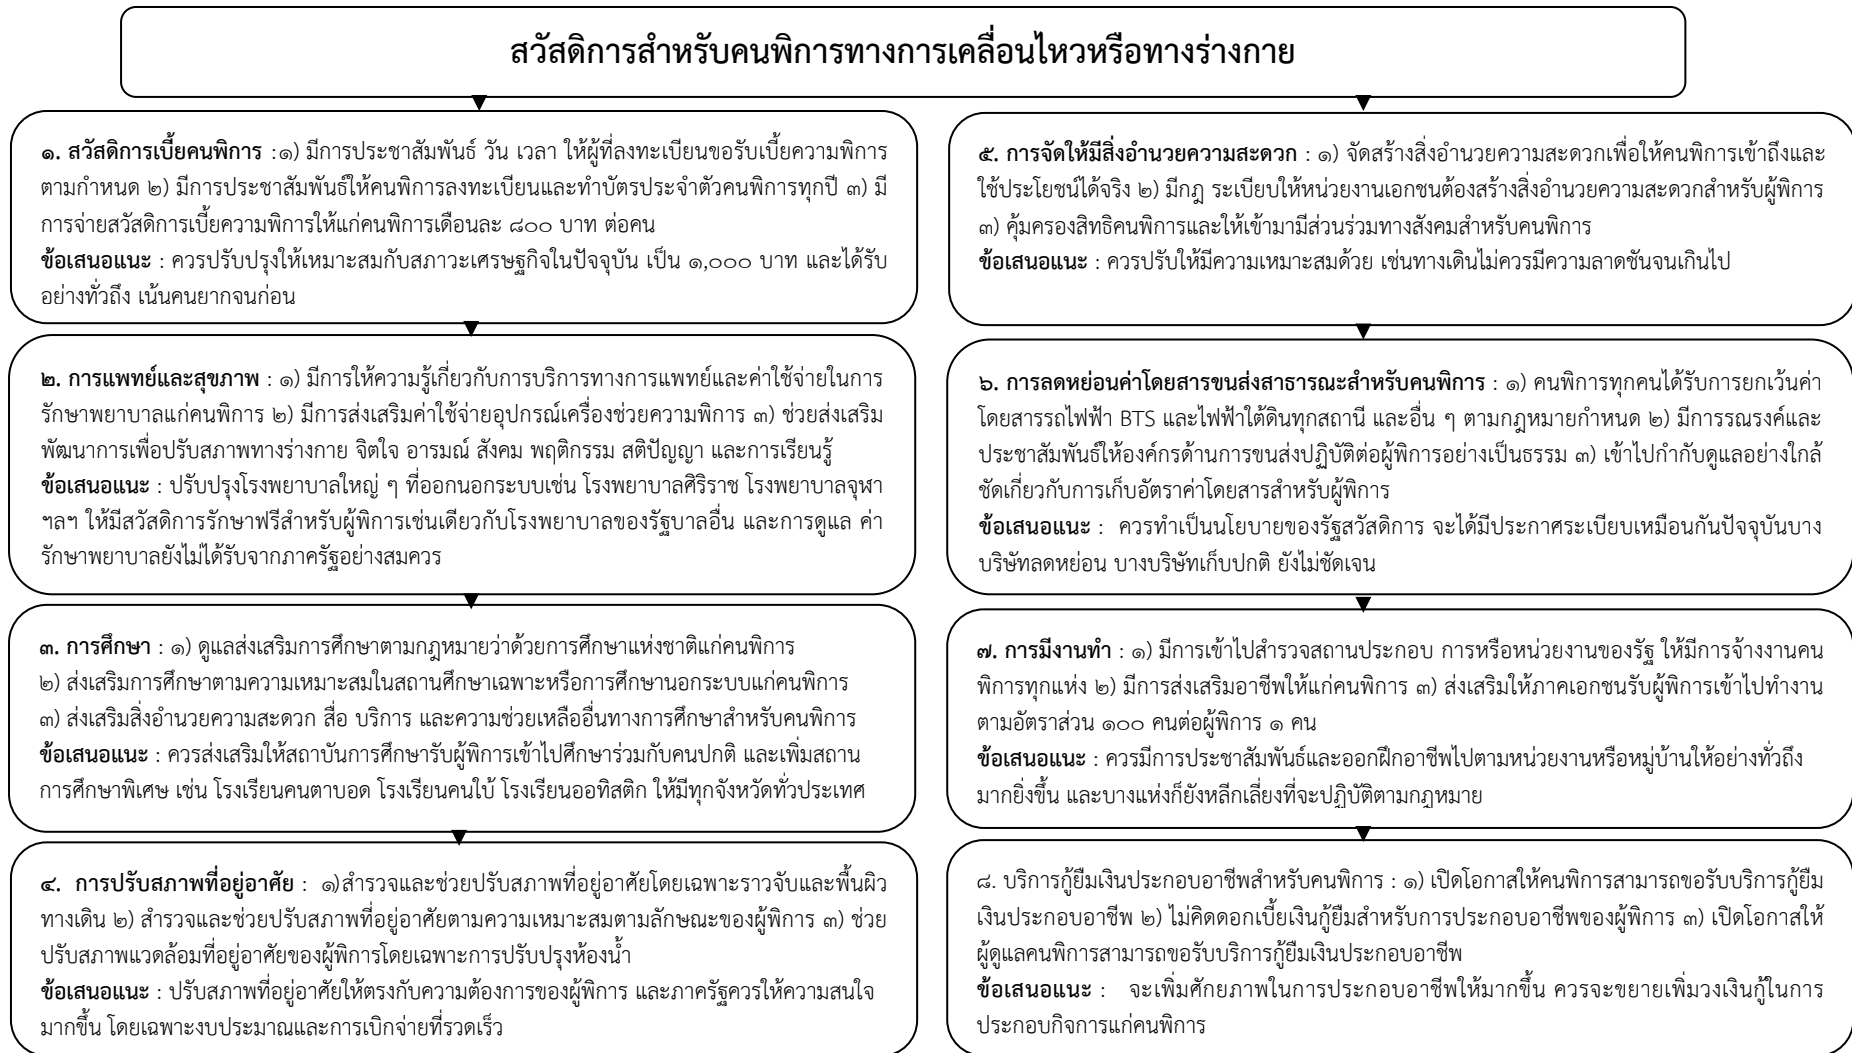 สวัสดิการสำหรับคนพิการทางการเคลื่อนไหวหรือทางร่างกาย
๑. สวัสดิการเบี้ยคนพิการ :๑) มีการประชาสัมพันธ์ วัน เวลา ให้ผู้ที่ลงทะเบียนขอรับเบี้ยความพิการ
ตามกำหนด ๒) มีการประชาสัมพันธ์ให้คนพิการลงทะเบียนและทำบัตรประจำตัวคนพิการทุกปี ๓) มี
การจ่ายสวัสดิการเบี้ยความพิการให้แก่คนพิการเดือนละ ๘๐๐ บาท ต่อคน
ข้อเสนอแนะ : ควรปรับปรุงให้เหมาะสมกับสภาวะเศรษฐกิจในปัจจุบัน เป็น ๑,๐๐๐ บาท และได้รับ
อย่างทั่วถึง เน้นคนยากจนก่อน
๒. การแพทย์และสุขภาพ : ๑) มีการให้ความรู้เกี่ยวกับการบริการทางการแพทย์และค่าใช้จ่ายในการ
รักษาพยาบาลแก่คนพิการ ๒) มีการส่งเสริมค่าใช้จ่ายอุปกรณ์เครื่องช่วยความพิการ ๓) ช่วยส่งเสริม
พัฒนาการเพื่อปรับสภาพทางร่างกาย จิตใจ อารมณ์ สังคม พฤติกรรม สติปัญญา และการเรียนรู้
ข้อเสนอแนะ : ปรับปรุงโรงพยาบาลใหญ่ ๆ ที่ออกนอกระบบเช่น โรงพยาบาลศิริราช โรงพยาบาลจุฬา
ฯลฯ ให้มีสวัสดิการรักษาฟรีสำหรับผู้พิการเช่นเดียวกับโรงพยาบาลของรัฐบาลอื่น และการดูแล ค่า
รักษาพยาบาลยังไม่ได้รับจากภาครัฐอย่างสมควร
๓. การศึกษา : ๑) ดูแลส่งเสริมการศึกษาตามกฎหมายว่าด้วยการศึกษาแห่งชาติแก่คนพิการ
๒) ส่งเสริมการศึกษาตามความเหมาะสมในสถานศึกษาเฉพาะหรือการศึกษานอกระบบแก่คนพิการ
๓) ส่งเสริมสิ่งอำนวยความสะดวก สื่อ บริการ และความช่วยเหลืออื่นทางการศึกษาสำหรับคนพิการ
ข้อเสนอแนะ : ควรส่งเสริมให้สถาบันการศึกษารับผู้พิการเข้าไปศึกษาร่วมกับคนปกติ และเพิ่มสถาน
การศึกษาพิเศษ เช่น โรงเรียนคนตาบอด โรงเรียนคนใบ้ โรงเรียนออทิสติก ให้มีทุกจังหวัดทั่วประเทศ
๔. การปรับสภาพที่อยู่อาศัย : ๑)สำรวจและช่วยปรับสภาพที่อยู่อาศัยโดยเฉพาะราวจับและพื้นผิว
ทางเดิน ๒) สำรวจและช่วยปรับสภาพที่อยู่อาศัยตามความเหมาะสมตามลักษณะของผู้พิการ ๓) ช่วย
ปรับสภาพแวดล้อมที่อยู่อาศัยของผู้พิการโดยเฉพาะการปรับปรุงห้องน้ำ
ข้อเสนอแนะ : ปรับสภาพที่อยู่อาศัยให้ตรงกับความต้องการของผู้พิการ และภาครัฐควรให้ความสนใจ
มากขึ้น โดยเฉพาะงบประมาณและการเบิกจ่ายที่รวดเร็ว
๕. การจัดให้มีสิ่งอำนวยความสะดวก : ๑) จัดสร้างสิ่งอำนวยความสะดวกเพื่อให้คนพิการเข้าถึงและ
ใช้ประโยชน์ได้จริง ๒) มีกฎ ระเบียบให้หน่วยงานเอกชนต้องสร้างสิ่งอำนวยความสะดวกสำหรับผู้พิการ
๓) คุ้มครองสิทธิคนพิการและให้เข้ามามีส่วนร่วมทางสังคมสำหรับคนพิการ
ข้อเสนอแนะ : ควรปรับให้มีความเหมาะสมด้วย เช่นทางเดินไม่ควรมีความลาดชันจนเกินไป
๖. การลดหย่อนค่าโดยสารขนส่งสาธารณะสำหรับคนพิการ : ๑) คนพิการทุกคนได้รับการยกเว้นค่า
โดยสารรถไฟฟ้า BTS และไฟฟ้าใต้ดินทุกสถานี และอื่น ๆ ตามกฎหมายกำหนด ๒) มีการรณรงค์และ
ประชาสัมพันธ์ให้องค์กรด้านการขนส่งปฏิบัติต่อผู้พิการอย่างเป็นธรรม ๓) เข้าไปกำกับดูแลอย่างใกล้
ชัดเกี่ยวกับการเก็บอัตราค่าโดยสารสำหรับผู้พิการ
ข้อเสนอแนะ : ควรทำเป็นนโยบายของรัฐสวัสดิการ จะได้มีประกาศระเบียบเหมือนกันปัจจุบันบาง
บริษัทลดหย่อน บางบริษัทเก็บปกติ ยังไม่ชัดเจน
๗. การมีงานทำ : ๑) มีการเข้าไปสำรวจสถานประกอบ การหรือหน่วยงานของรัฐ ให้มีการจ้างงานคน
พิการทุกแห่ง ๒) มีการส่งเสริมอาชีพให้แก่คนพิการ ๓) ส่งเสริมให้ภาคเอกชนรับผู้พิการเข้าไปทำงาน
ตามอัตราส่วน ๑๐๐ คนต่อผู้พิการ ๑ คน
ข้อเสนอแนะ : ควรมีการประชาสัมพันธ์และออกฝึกอาชีพไปตามหน่วยงานหรือหมู่บ้านให้อย่างทั่วถึง
มากยิ่งขึ้น และบางแห่งก็ยังหลีกเลี่ยงที่จะปฏิบัติตามกฎหมาย
๘. บริการกู้ยืมเงินประกอบอาชีพสำหรับคนพิการ : ๑) เปิดโอกาสให้คนพิการสามารถขอรับบริการกู้ยืม
เงินประกอบอาชีพ ๒) ไม่คิดดอกเบี้ยเงินกู้ยืมสำหรับการประกอบอาชีพของผู้พิการ ๓) เปิดโอกาสให้
ผู้ดูแลคนพิการสามารถขอรับบริการกู้ยืมเงินประกอบอาชีพ
ข้อเสนอแนะ : จะเพิ่มศักยภาพในการประกอบอาชีพให้มากขึ้น ควรจะขยายเพิ่มวงเงินกู้ในการ
ประกอบกิจการแก่คนพิการ